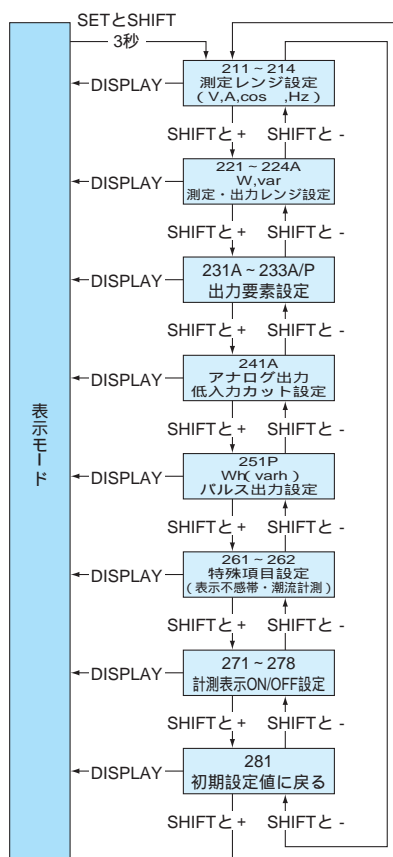 SETとSHIFT
3秒
表示モード
DISPLAY
211~214
測定レンジ設定
(V,A,cos ,Hz)
SHIFTと+ SHIFTと-
DISPLAY
221~224A
W,var
測定・出力レンジ設定
SHIFTと+ SHIFTと-
DISPLAY
231A~233A/P
出力要素設定
SHIFTと+ SHIFTと-
DISPLAY
241A
アナログ出力
低入力カット設定
SHIFTと+ SHIFTと-
DISPLAY
251P
Wh(varh)
パルス出力設定
SHIFTと+ SHIFTと-
DISPLAY
261~262
特殊項目設定
(表示不感帯・潮流計測)
SHIFTと+ SHIFTと-
DISPLAY
271~278
計測表示ON/OFF設定
SHIFTと+ SHIFTと-
DISPLAY
281
初期設定値に戻る
SHIFTと+ SHIFTと-